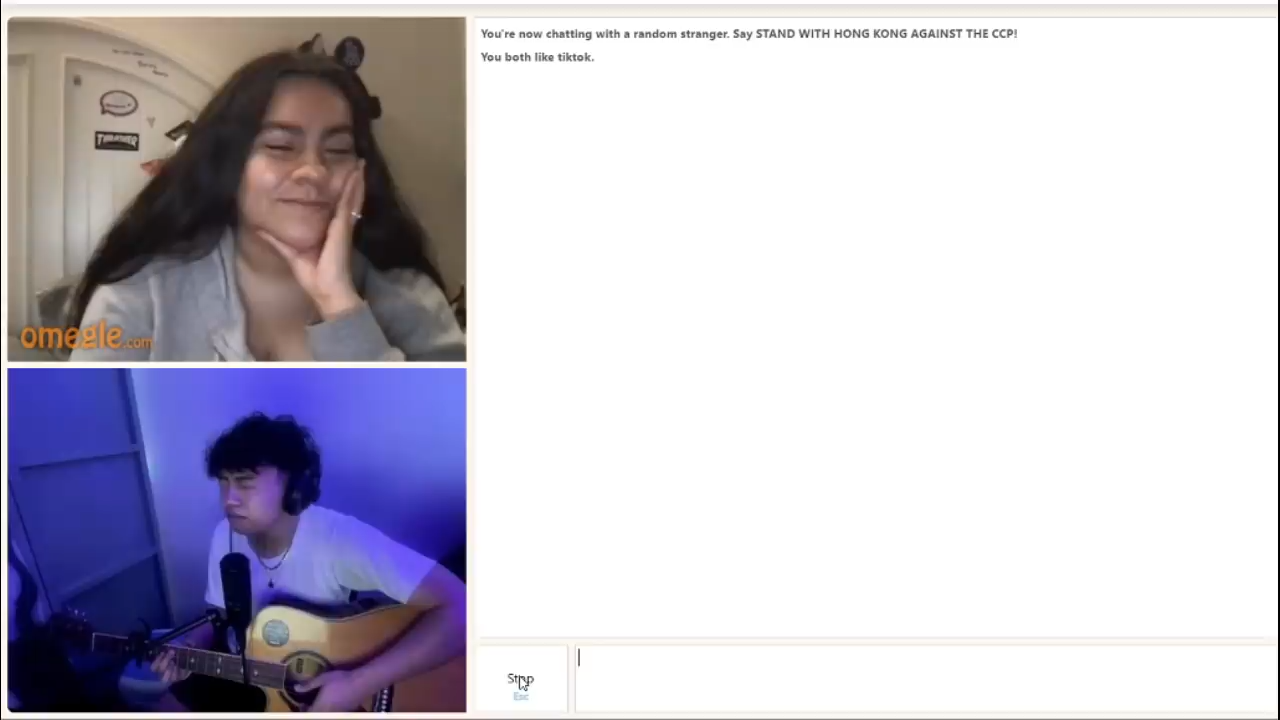 You're now chatting with a random stranger. Say STAND WITH HONG KONG AGAINST THE CCP!
You both like tiktok.
THRASHER
omegle.com
Stop
Esc